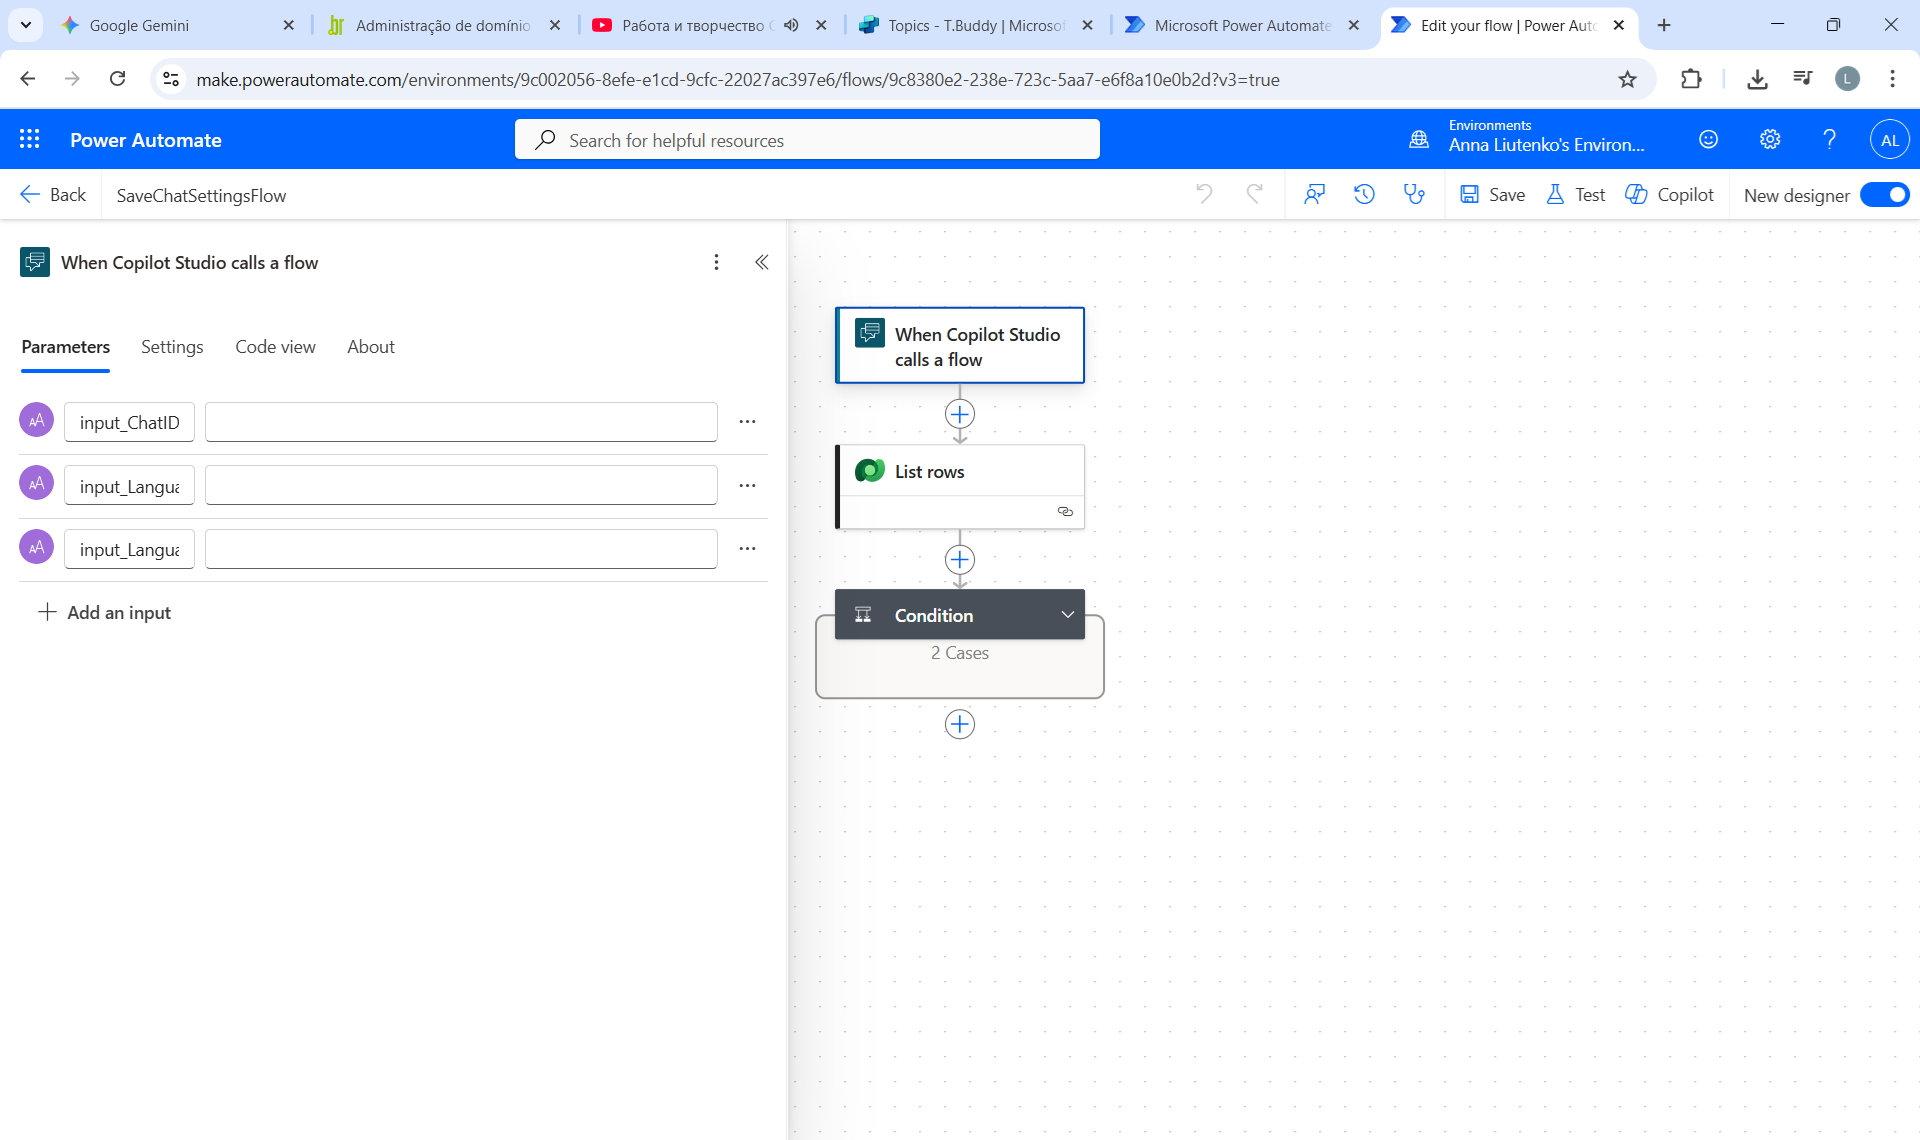 Google Gemini
Administração de domínio
Работа и творчество
Topics - T.Buddy | Microsof
Microsoft Power Automate
Edit your flow | Power Auto
make.powerautomate.com/environments/9c002056-8efe-e1cd-9cfc-22027ac397e6/flows/9c8380e2-238e-723c-5aa7-e6f8a10e0b2d?v3=true
L
Power Automate
Search for helpful resources
Environments
Anna Liutenko's Environ...
AL
Back
SaveChatSettingsFlow
Save
Test
Copilot
New designer
When Copilot Studio calls a flow
Parameters
Settings
Code view
About
input_ChatID
input_Langua
input_Langua
Add an input
When Copilot Studio
calls a flow
List rows
Condition
2 Cases